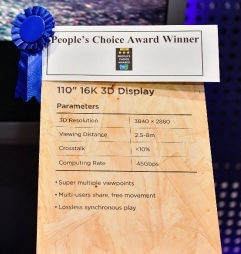 People's Choice Award Winner
110" 16K 3D Display
Parameters
3D Resolution 3840 × 2880
Viewing Distance 2.5-8m
Crosstalk <10%
Computing Rate 45Gbps
• Super multiple viewpoints
• Multi-users share, free movement
• Lossless synchronous play